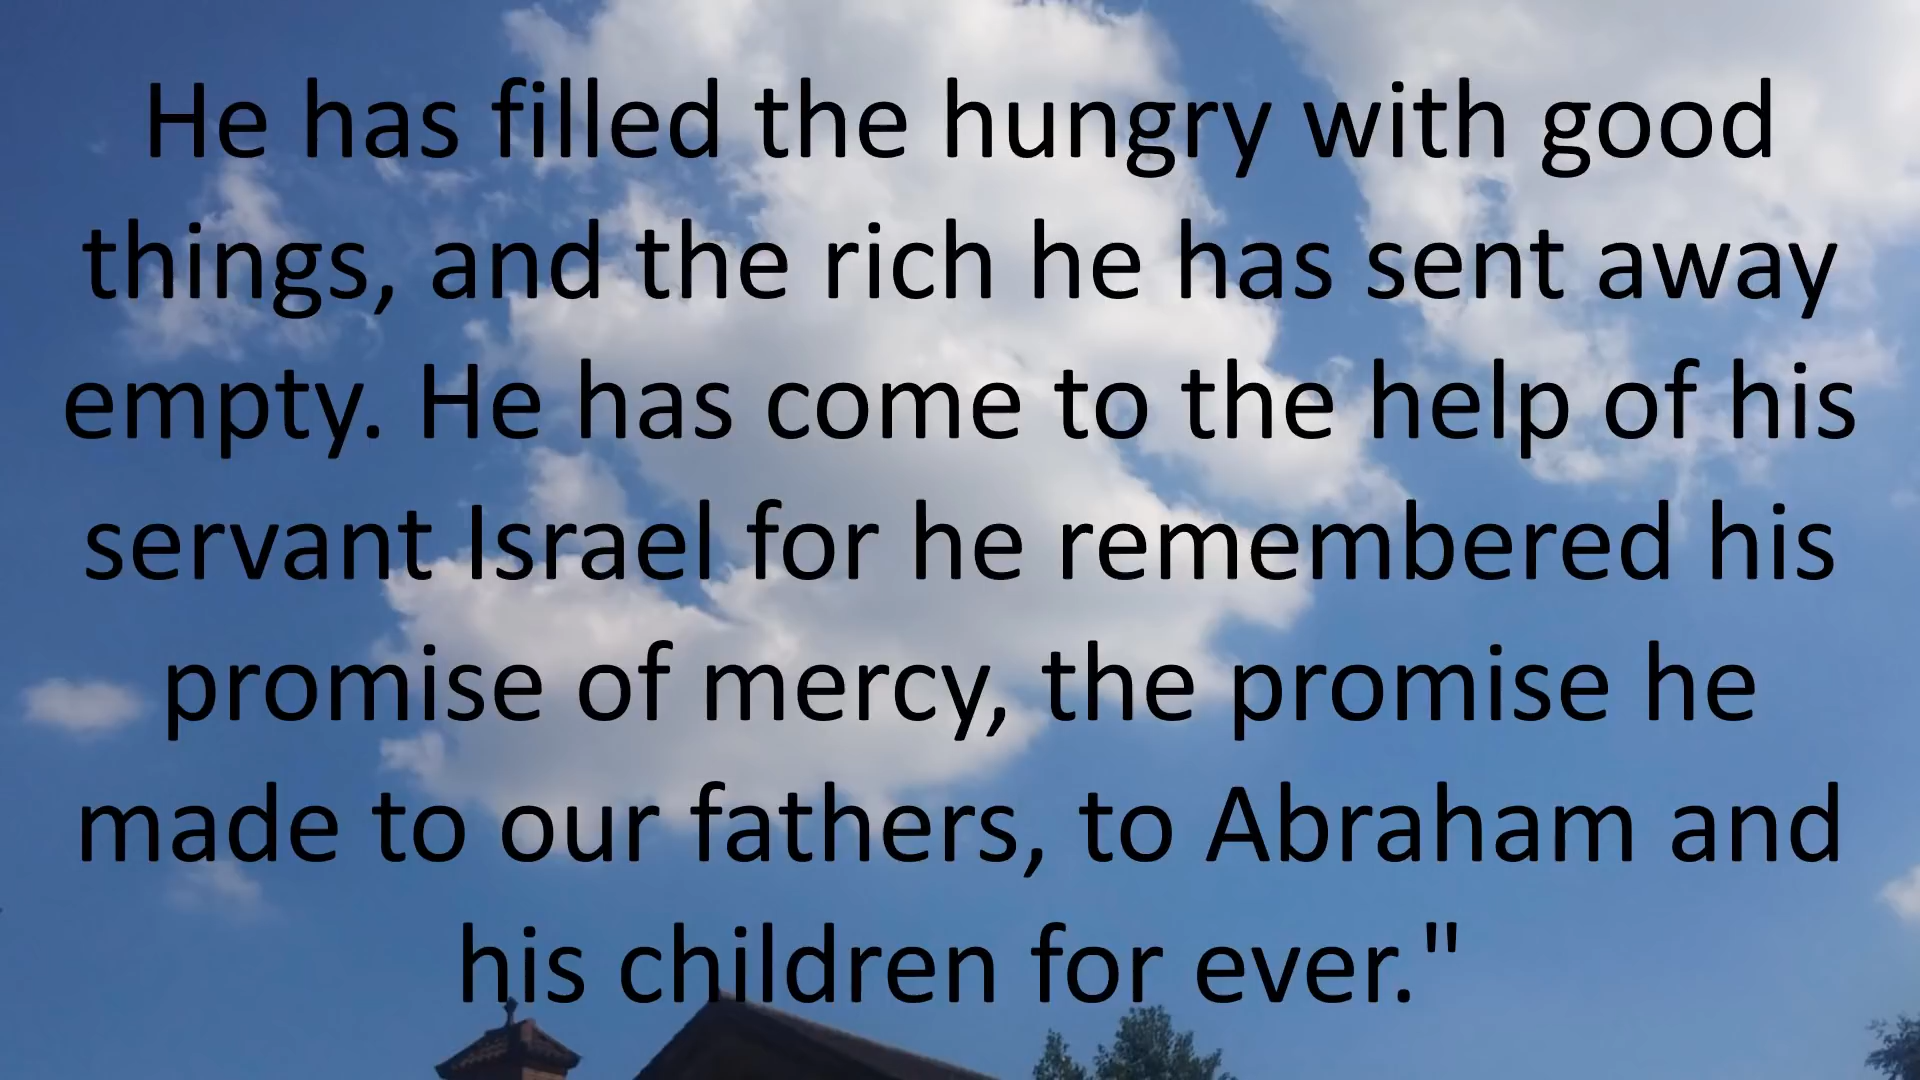 He has filled the hungry with good
things, and the rich he has sent away
empty. He has come to the help of his
servant Israel for he remembered his
promise of mercy, the promise he
made to our fathers, to Abraham and
his children for ever."